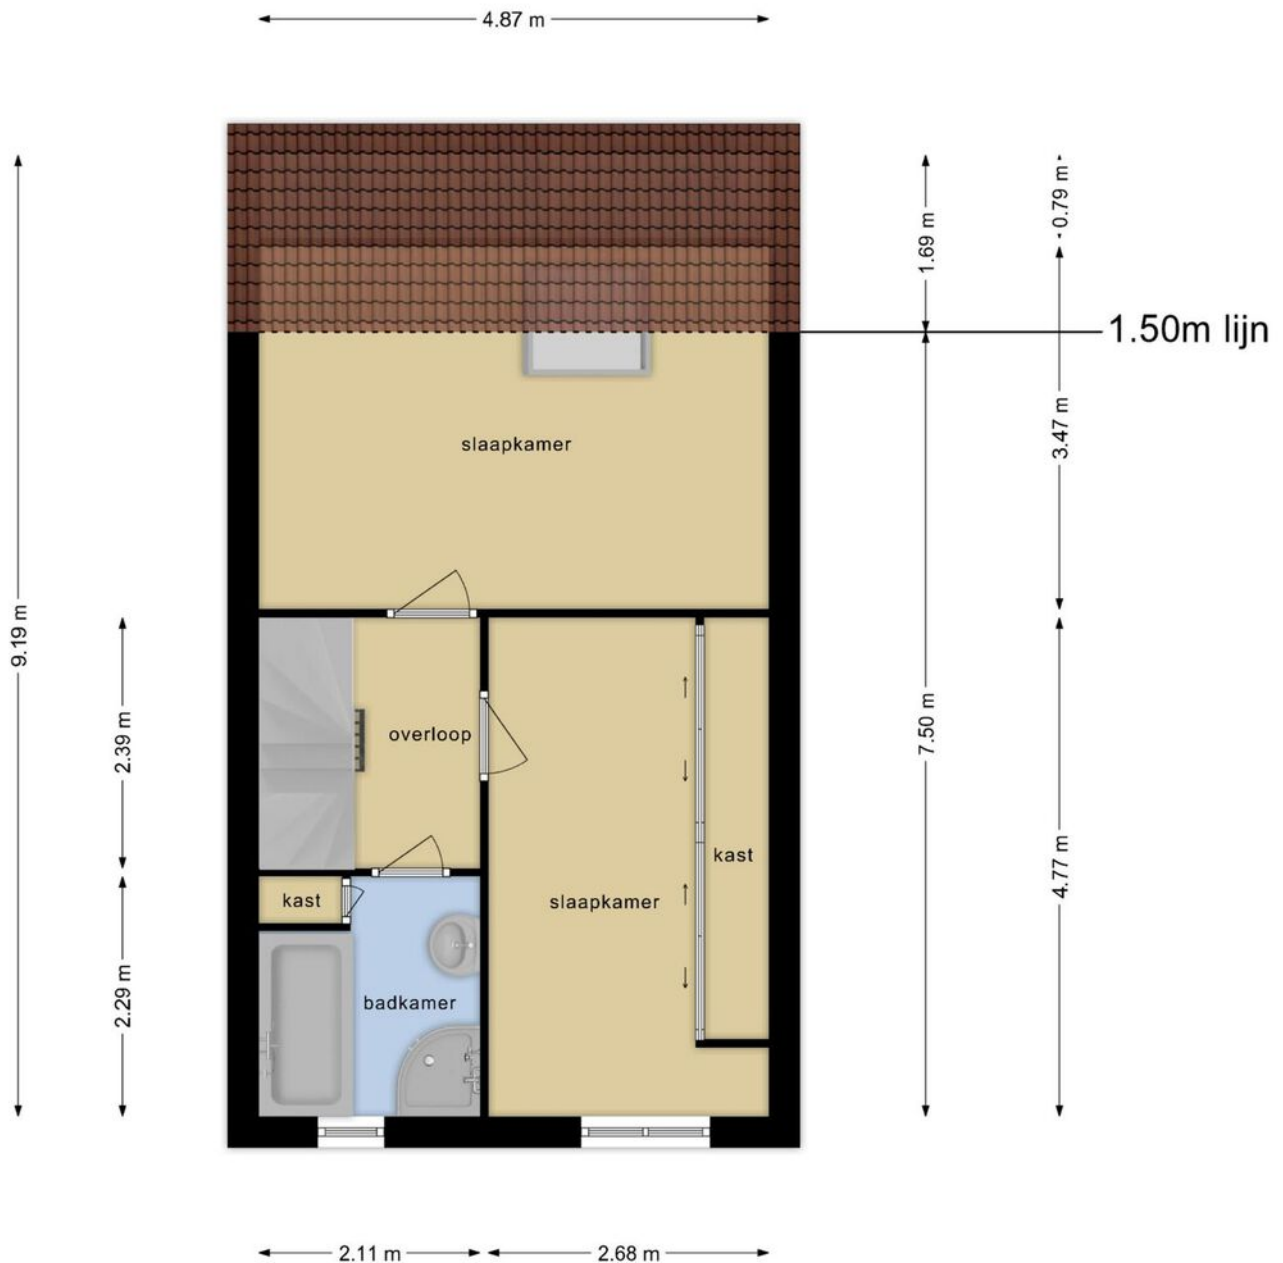 4.87 m
0.79 m
1.69 m
1.50m lijn
3.47 m
slaapkamer
9.19 m
2.39 m
overloop
7.50 m
kast
4.77 m
kast
slaapkamer
2.29 m
badkamer
2.11 m
2.68 m